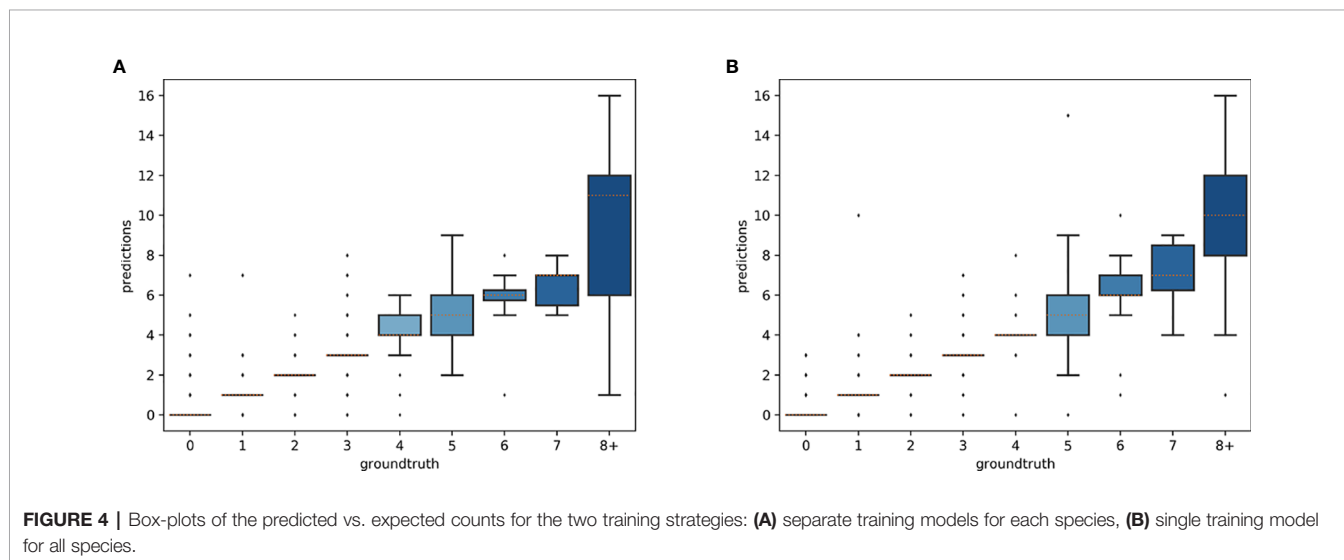 A
B
16
14
12
10
8
6
4
2
0
predictions
0 1 2 3 4 5 6 7 8+
groundtruth
16
14
12
10
8
6
4
2
0
predictions
0 1 2 3 4 5 6 7 8+
groundtruth
FIGURE 4 | Box-plots of the predicted vs. expected counts for the two training strategies: (A) separate training models for each species, (B) single training model
for all species.